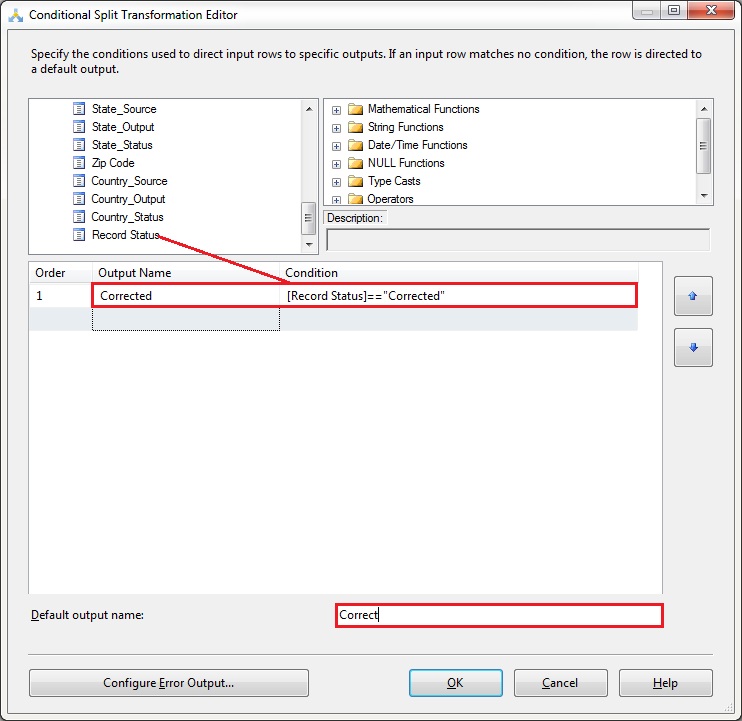 Conditional Split Transformation Editor
Specify the conditions used to direct input rows to specific outputs. If an input row matches no condition, the row is directed to
a default output.
State_Source
State_Output
State_Status
Zip Code
Country_Source
Country_Output
Country_Status
Record Status
Mathematical Functions
String Functions
Date/Time Functions
NULL Functions
Type Casts
Operators
Description:
Order Output Name Condition
1 Corrected [Record Status]=="Corrected"
Default output name: Correct
Configure Error Output... OK Cancel Help